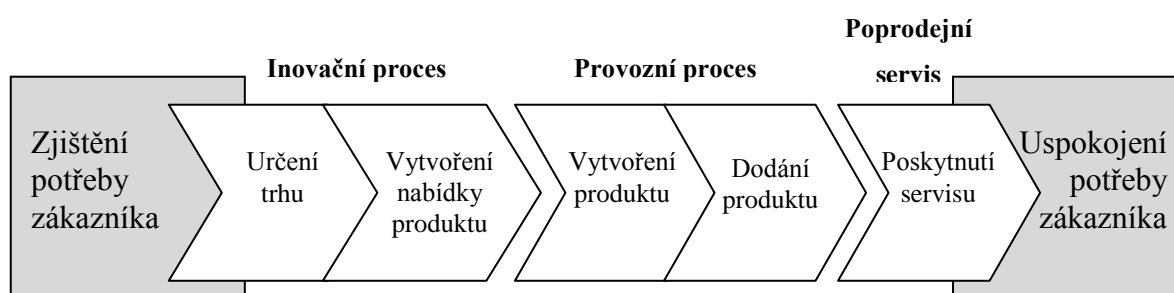 Inovační proces
Provozní proces
Poprodejní
servis
Zjištění
potřeby
zákazníka
Určení
trhu
Vytvoření
nabídky
produktu
Vytvoření
produktu
Dodání
produktu
Poskytnutí
servisu
Uspokojení
potřeby
zákazníka